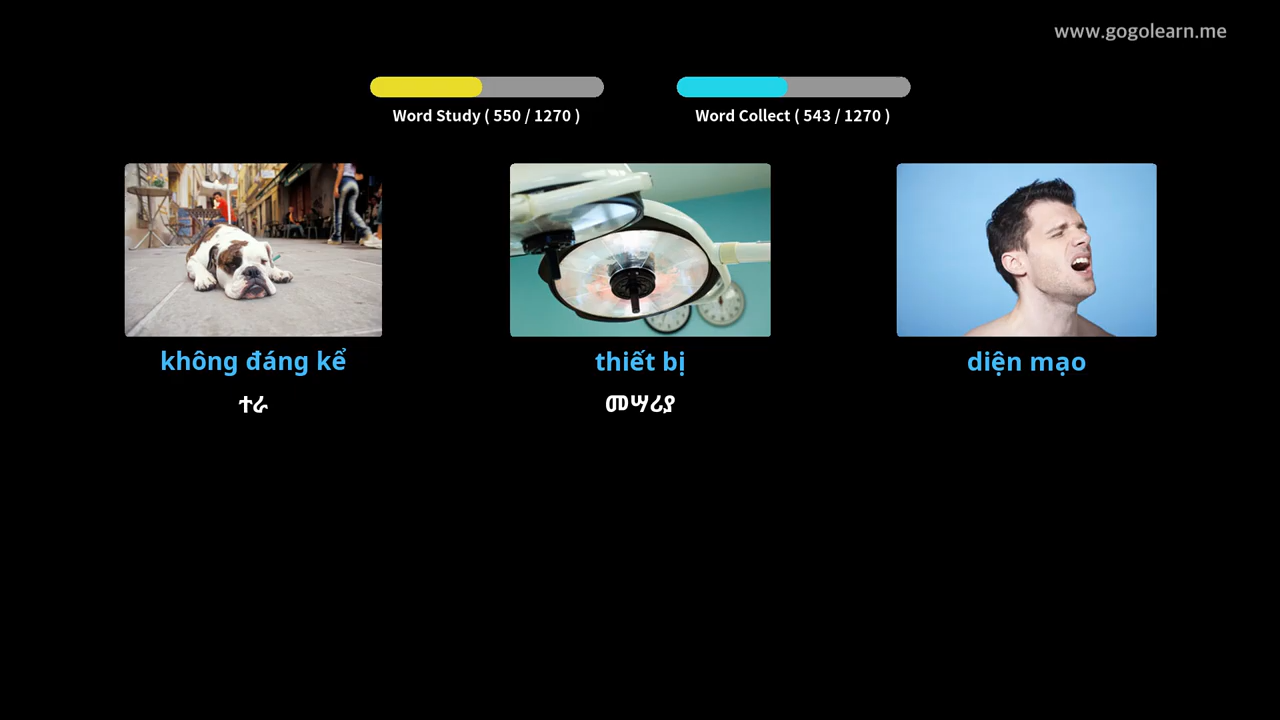 www.gogolearn.me
Word Study ( 550 / 1270 )
Word Collect ( 543 / 1270 )
không đáng kể
thiết bị
diện mạo
ተራ
መሣሪያ